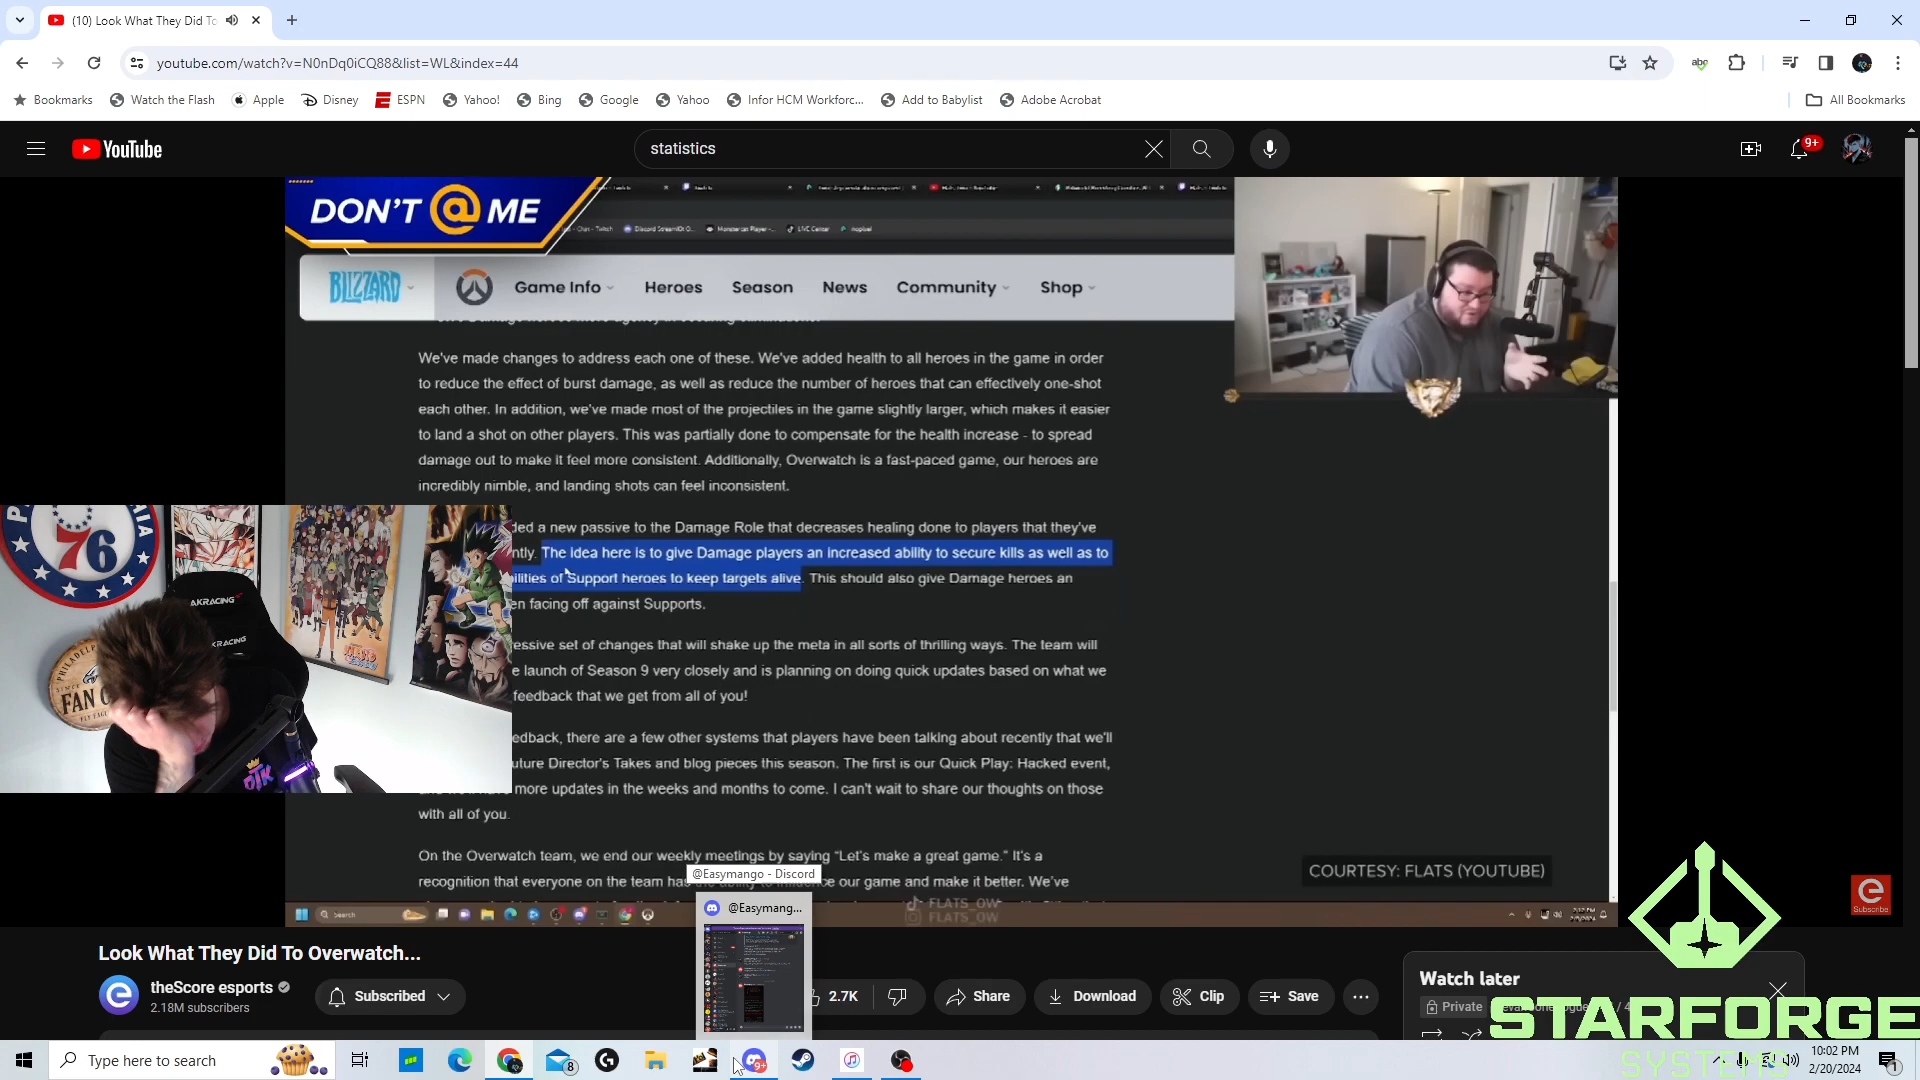 (10) Look What They Did To
youtube.com/watch?v=N0nDq0iCQ88&list=WL&index=44
Bookmarks
Watch the Flash
Apple
Disney
ESPN
Yahoo!
Bing
Google
Yahoo
Infor HCM Workforc...
Add to Babylist
Adobe Acrobat
All Bookmarks
YouTube
statistics
9+
DON'T @ ME
BLIZZARD
Game Info
Heroes
Season
News
Community
Shop
We've made changes to address each one of these. We've added health to all heroes in the game in order
to reduce the effect of burst damage, as well as reduce the number of heroes that can effectively one-shot
each other. In addition, we've made most of the projectiles in the game slightly larger, which makes it easier
to land a shot on other players. This was partially done to compensate for the health increase - to spread
damage out to make it feel more consistent. Additionally, Overwatch is a fast-paced game, our heroes are
incredibly nimble, and landing shots can feel inconsistent.
ded a new passive to the Damage Role that decreases healing done to players that they've
ntly. The idea here is to give Damage players an increased ability to secure kills as well as to
ilities of Support heroes to keep targets alive. This should also give Damage heroes an
en facing off against Supports.
essive set of changes that will shake up the meta in all sorts of thrilling ways. The team will
e launch of Season 9 very closely and is planning on doing quick updates based on what we
feedback that we get from all of you!
edback, there are a few other systems that players have been talking about recently that we'll
uture Director's Takes and blog pieces this season. The first is our Quick Play: Hacked event,
more updates in the weeks and months to come. I can't wait to share our thoughts on those
with all of you.
On the Overwatch team, we end our weekly meetings by saying "Let's make a great game." It's a
recognition that everyone on the team has the ability to influence our game and make it better. We've
COURTESY: FLATS (YOUTUBE)
FLATS_OW
FLATS_OW
Search
76
AKRACING
AKRACING
FAN
NARUTO
DTK
@Easymango - Discord
@Easymang...
Subscribe
Look What They Did To Overwatch...
theScore esports
2.18M subscribers
Subscribed
2.7K
Share
Download
Clip
Save
Watch later
Private
STARFORGE
SYSTEMS
Type here to search
8
9+
10:02 PM
2/20/2024
1